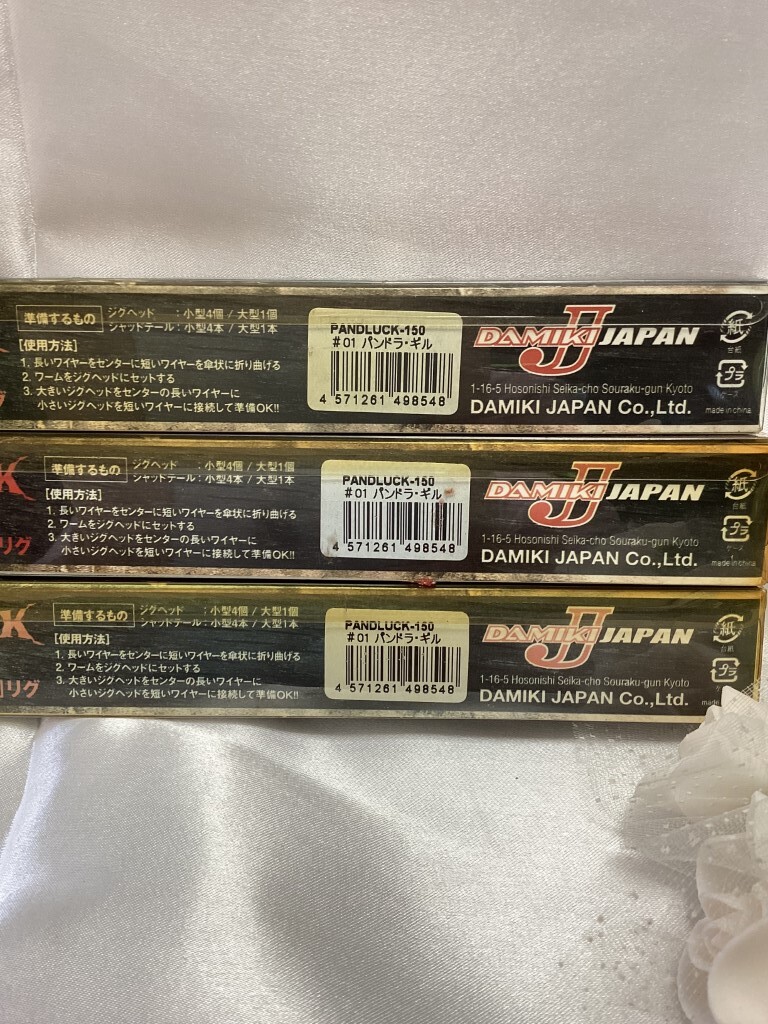 準備するもの
ジグヘッド :小型4個 / 大型1個
シャッドテール:小型4本 / 大型1本
[使用方法]
1. 長いワイヤーをセンターに短いワイヤーを傘状に折り曲げる
2. ワームをジグヘッドにセットする
3. 大きいジグヘッドをセンターの長いワイヤーに
小さいジグヘッドを短いワイヤーに接続して準備OK!!
PANDLUCK-150
#01 パンドラ・ギル
4 571261 498548
DAMIKI JAPAN
1-16-5 Hosonishi Seika-cho Souraku-gun Kyoto
DAMIKI JAPAN Co.,Ltd.
紙
台紙
プラ
ケース
made in china
K
リグ
準備するもの
ジグヘッド :小型4個 / 大型1個
シャッドテール:小型4本 / 大型1本
[使用方法]
1. 長いワイヤーをセンターに短いワイヤーを傘状に折り曲げる
2. ワームをジグヘッドにセットする
3. 大きいジグヘッドをセンターの長いワイヤーに
小さいジグヘッドを短いワイヤーに接続して準備OK!!
PANDLUCK-150
#01 パンドラ・ギル
4 571261 498548
DAMIKI JAPAN
1-16-5 Hosonishi Seika-cho Souraku-gun Kyoto
DAMIKI JAPAN Co.,Ltd.
紙
台紙
プラ
ケース
made in china
K
リグ
準備するもの
ジグヘッド :小型4個 / 大型1個
シャッドテール:小型4本 / 大型1本
[使用方法]
1. 長いワイヤーをセンターに短いワイヤーを傘状に折り曲げる
2. ワームをジグヘッドにセットする
3. 大きいジグヘッドをセンターの長いワイヤーに
小さいジグヘッドを短いワイヤーに接続して準備OK!!
PANDLUCK-150
#01 パンドラ・ギル
4 571261 498548
DAMIKI JAPAN
1-16-5 Hosonishi Seika-cho Souraku-gun Kyoto
DAMIKI JAPAN Co.,Ltd.
紙
台紙
プラ